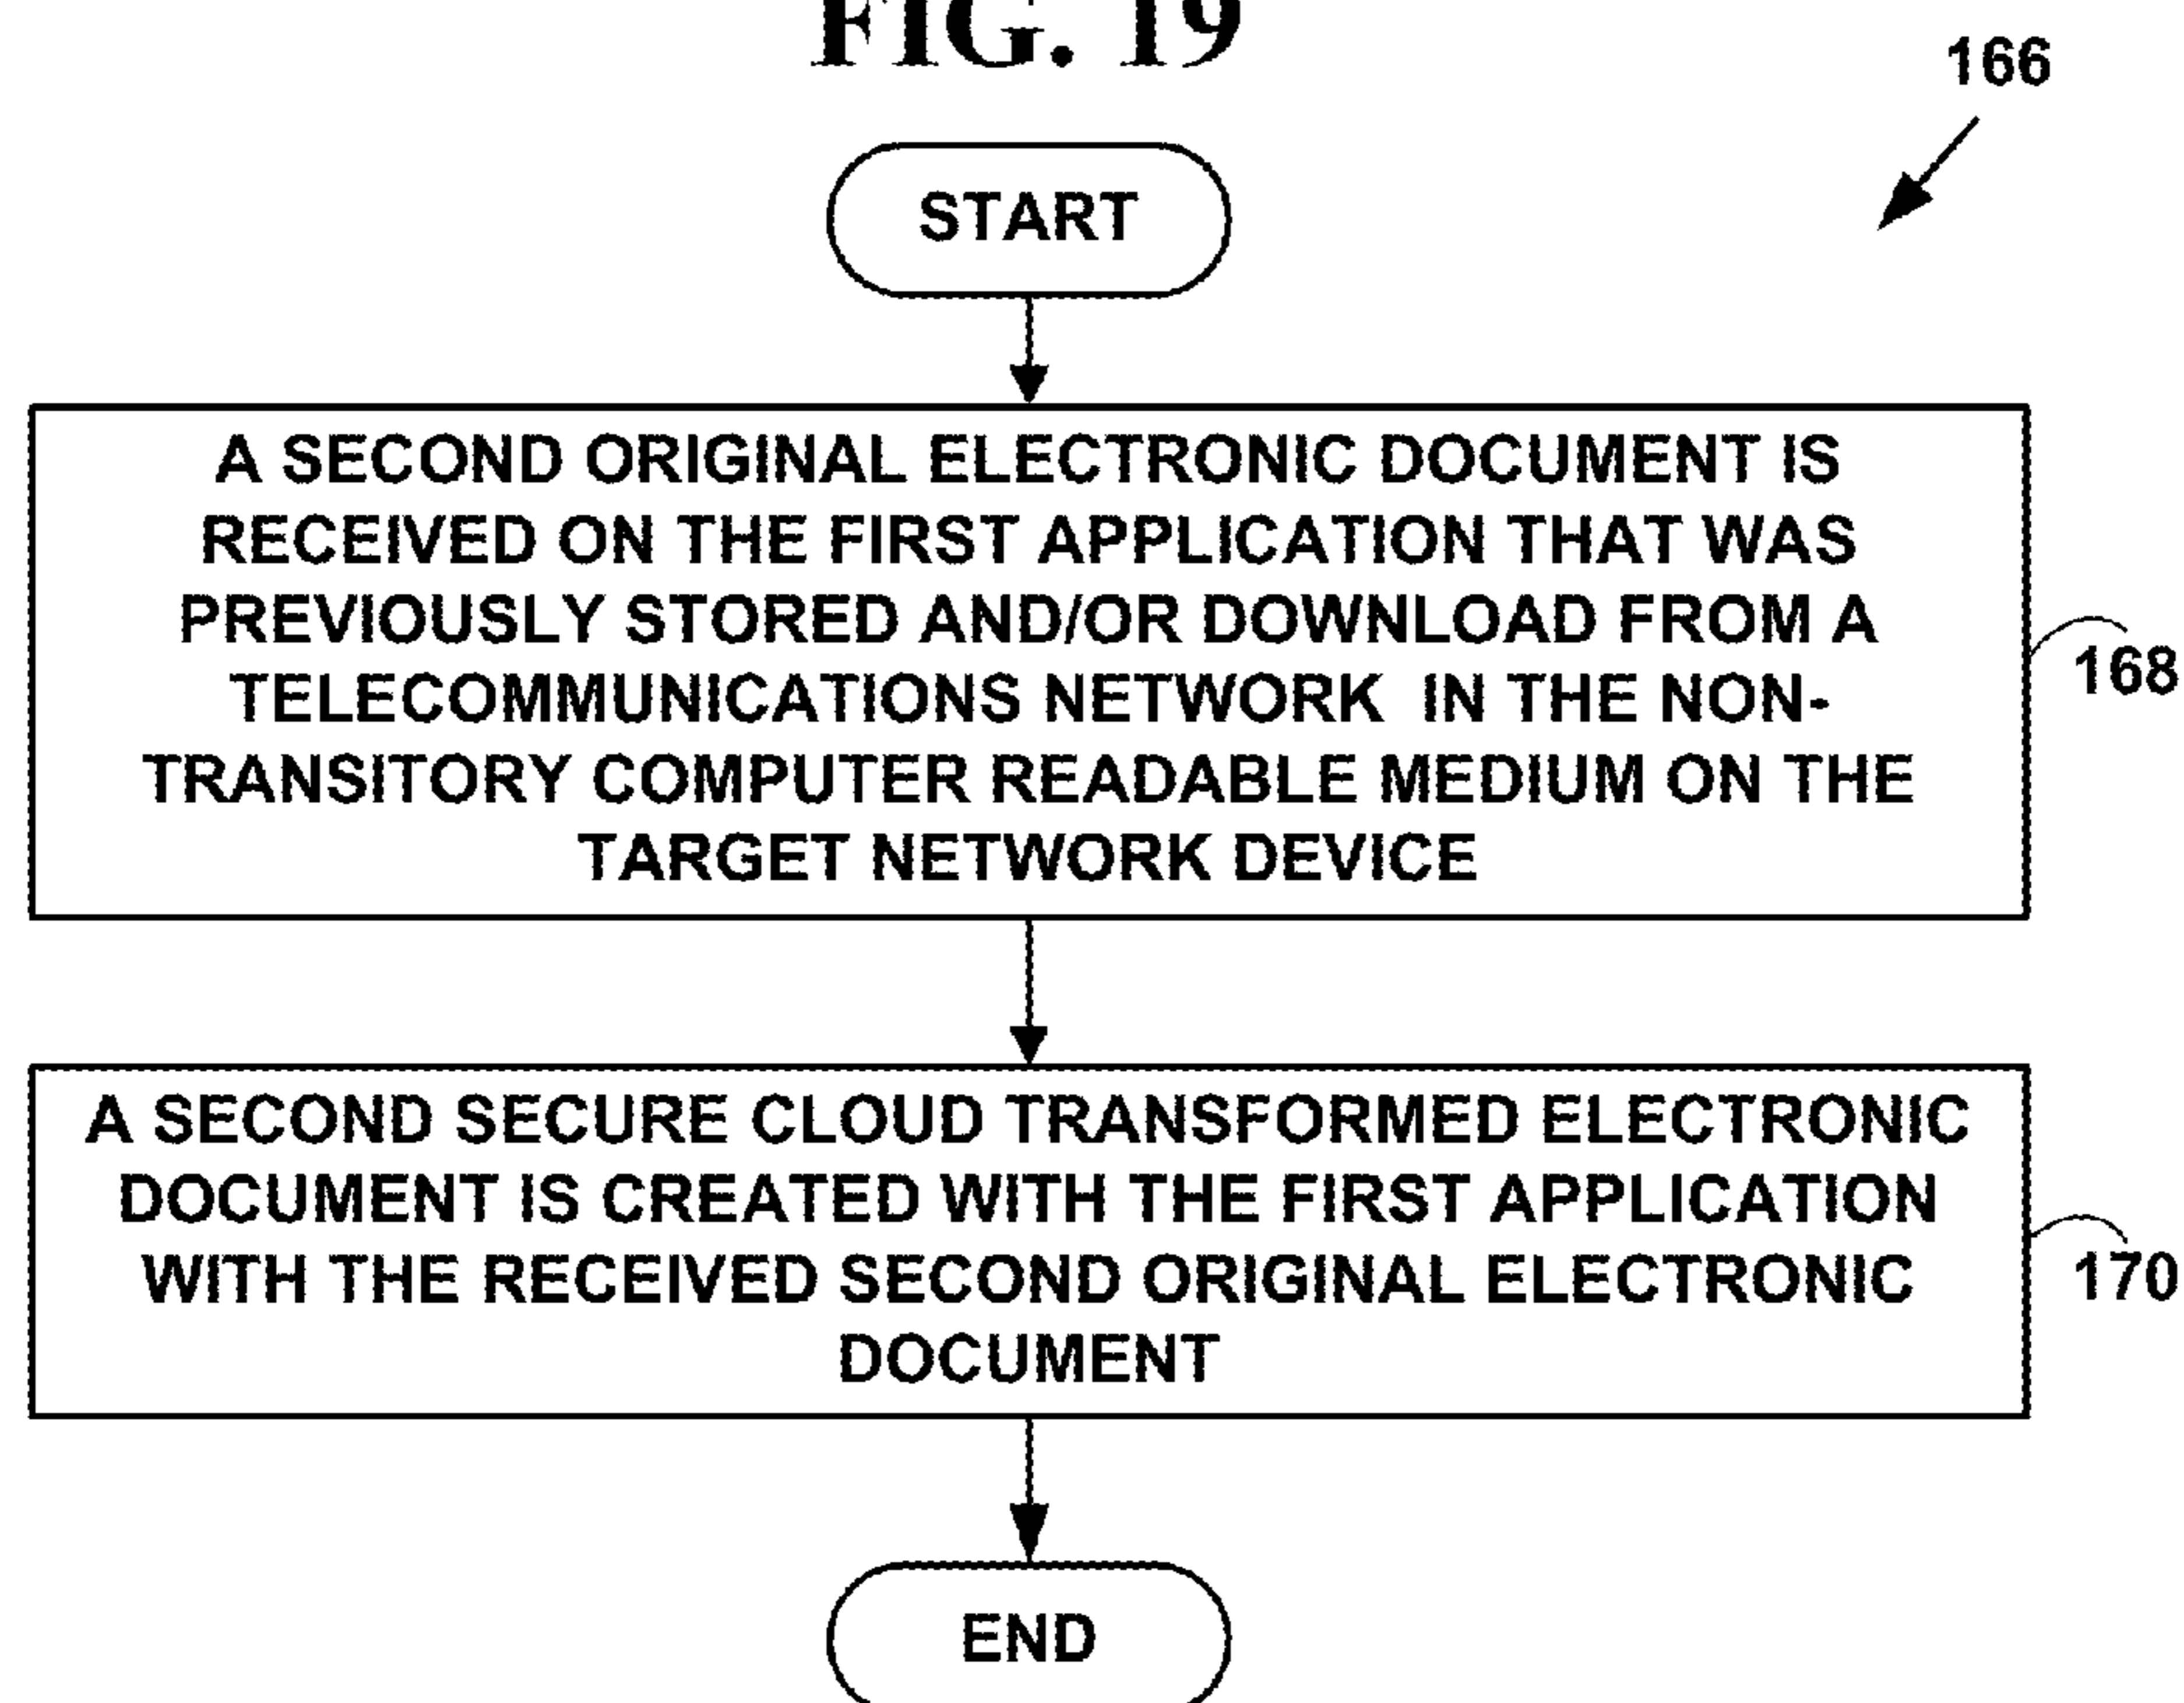 FIG. 19
166
START
A SECOND ORIGINAL ELECTRONIC DOCUMENT IS
RECEIVED ON THE FIRST APPLICATION THAT WAS
PREVIOUSLY STORED AND/OR DOWNLOAD FROM A
TELECOMMUNICATIONS NETWORK IN THE NON-
TRANSITORY COMPUTER READABLE MEDIUM ON THE
TARGET NETWORK DEVICE
168
A SECOND SECURE CLOUD TRANSFORMED ELECTRONIC
DOCUMENT IS CREATED WITH THE FIRST APPLICATION
WITH THE RECEIVED SECOND ORIGINAL ELECTRONIC
DOCUMENT
170
END